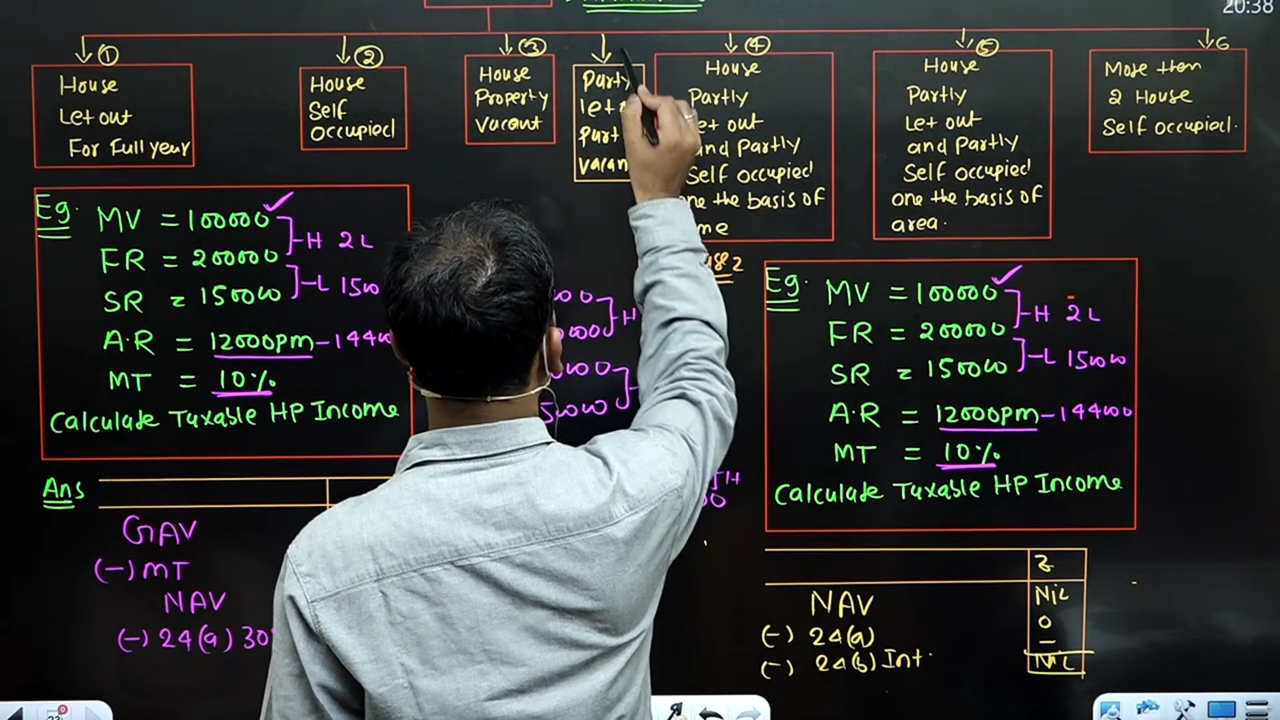 20:38
①
House
Let out
For Full year
②
House
Self
occupied
③
House
Property
Vacant
Partly
let
part
vacan
④
House
Partly
Let out
and Partly
Self occupied
one the basis of
me
⑤
House
Partly
Let out
and Partly
Self occupied
one the basis of
area.
6
More then
2 House
Self occupied.
Eg. MV = 100000
FR = 200000
H 2L
SR = 150000
L 1500
A.R = 12000pm - 1440
MT = 10%
Calculate Taxable HP Income
Ans
GAV
(-) MT
NAV
(-) 24(a) 30
H
Eg. MV = 100000
FR = 200000
H 2L
SR = 150000
L 150000
A.R = 12000pm - 144000
MT = 10%
Calculate Taxable HP Income
NAV
Nil
(-) 24(a)
0
(-) 24(b) Int.
—
Nil